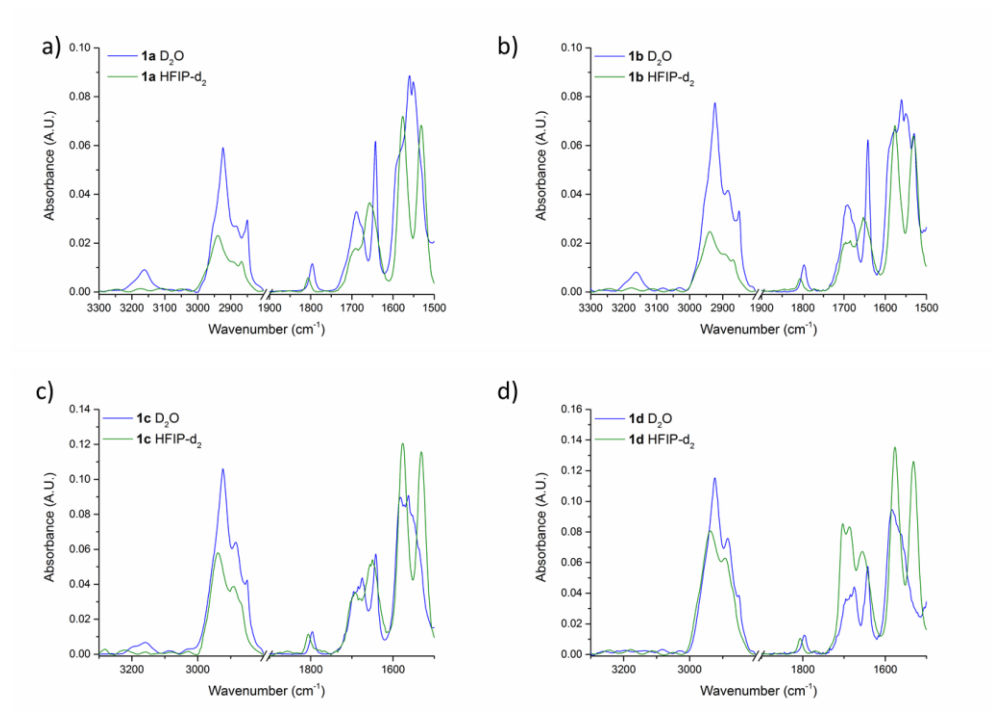 a)
1a D₂O
1a HFIP-d₂
0.10
0.08
0.06
0.04
0.02
0.00
Absorbance (A.U.)
3300 3200 3100 3000 2900 1900 1800 1700 1600 1500
Wavenumber (cm⁻¹)
b)
1b D₂O
1b HFIP-d₂
0.10
0.08
0.06
0.04
0.02
0.00
Absorbance (A.U.)
3300 3200 3100 3000 2900 1900 1800 1700 1600 1500
Wavenumber (cm⁻¹)
c)
1c D₂O
1c HFIP-d₂
0.14
0.12
0.10
0.08
0.06
0.04
0.02
0.00
Absorbance (A.U.)
3200 3000 1800 1600
Wavenumber (cm⁻¹)
d)
1d D₂O
1d HFIP-d₂
0.16
0.14
0.12
0.10
0.08
0.06
0.04
0.02
0.00
Absorbance (A.U.)
3200 3000 1800 1600
Wavenumber (cm⁻¹)